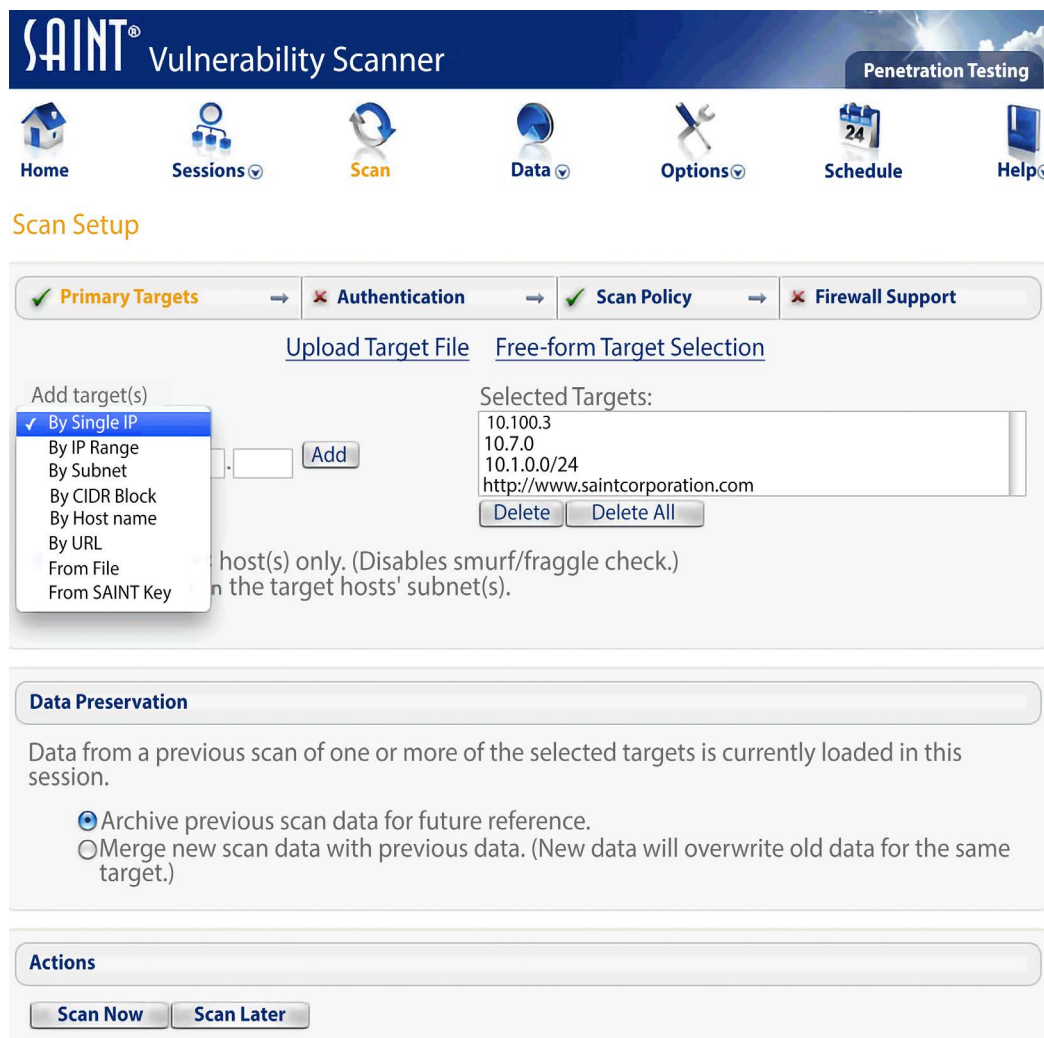 SAINT® Vulnerability Scanner
Penetration Testing
24
Home Sessions Scan Data Options Schedule Help
Scan Setup
Primary Targets Authentication Scan Policy Firewall Support
Upload Target File Free-form Target Selection
Add target(s)
By Single IP
By IP Range
By Subnet
By CIDR Block
By Host name
By URL
From File
From SAINT Key
. Add
Selected Targets:
10.100.3
10.7.0
10.1.0.0/24
http://www.saintcorporation.com
Delete Delete All
host(s) only. (Disables smurf/fraggle check.)
n the target hosts' subnet(s).
Data Preservation
Data from a previous scan of one or more of the selected targets is currently loaded in this
session.
Archive previous scan data for future reference.
Merge new scan data with previous data. (New data will overwrite old data for the same
target.)
Actions
Scan Now Scan Later